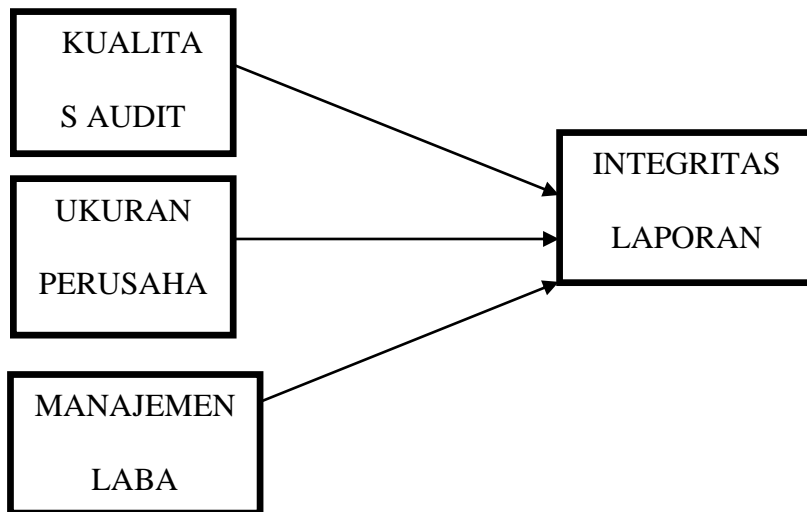 KUALITA
S AUDIT
UKURAN
PERUSAHA
MANAJEMEN
LABA
INTEGRITAS
LAPORAN